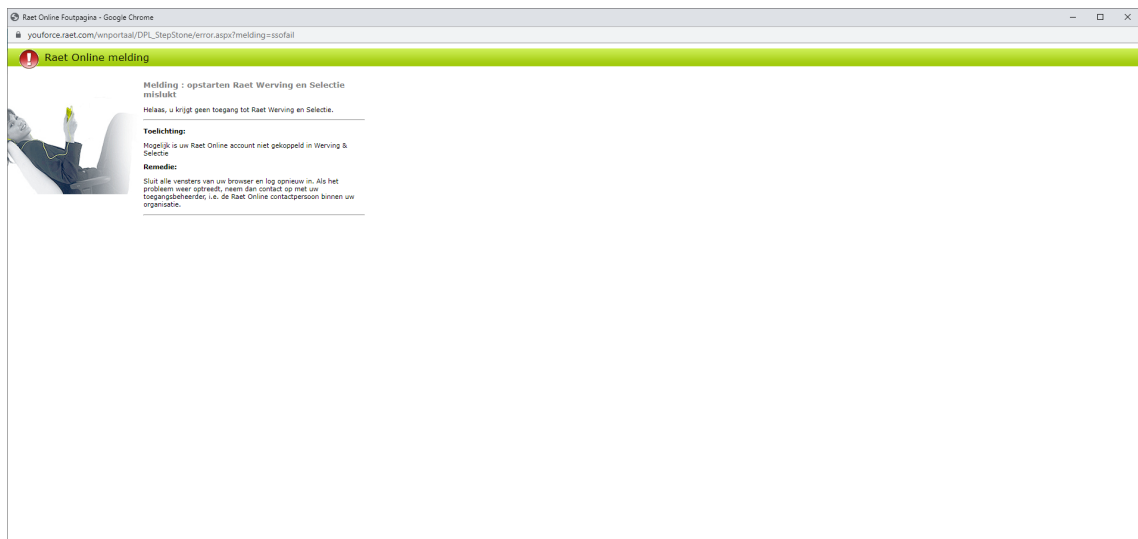 Raet Online Foutpagina - Google Chrome
youforce.raet.com/wnportaal/DPL_StepStone/error.aspx?melding=ssofail
Raet Online melding
Melding : opstarten Raet Werving en Selectie
mislukt
Helaas, u krijgt geen toegang tot Raet Werving en Selectie.
Toelichting:
Mogelijk is uw Raet Online account niet gekoppeld in Werving &
Selectie
Remedie:
Sluit alle vensters van uw browser en log opnieuw in. Als het
probleem weer optreedt, neem dan contact op met uw
toegangsbeheerder, i.e. de Raet Online contactpersoon binnen uw
organisatie.